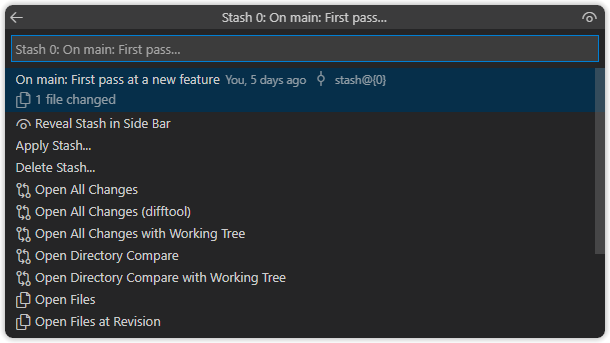 Stash 0: On main: First pass...
Stash 0: On main: First pass...
On main: First pass at a new feature You, 5 days ago stash@{0}
1 file changed
Reveal Stash in Side Bar
Apply Stash...
Delete Stash...
Open All Changes
Open All Changes (difftool)
Open All Changes with Working Tree
Open Directory Compare
Open Directory Compare with Working Tree
Open Files
Open Files at Revision